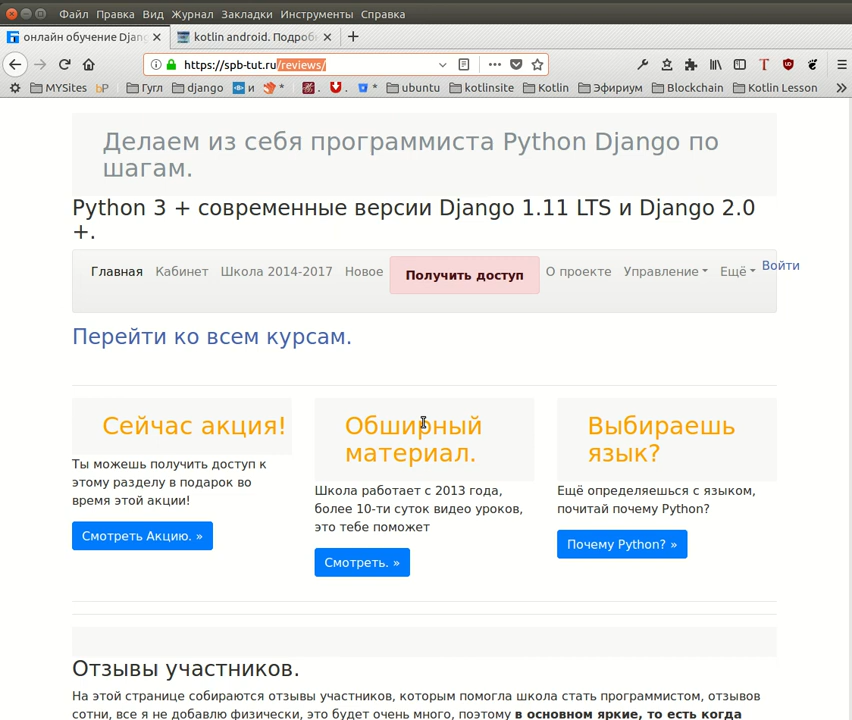 Файл Правка Вид Журнал Закладки Инструменты Справка
онлайн обучение Djan
kotlin android. Подроб
https://spb-tut.ru/reviews/
MYSites bP Гугл django и * . . * ubuntu kotlinsite Kotlin Эфириум Blockchain Kotlin Lesson
Делаем из себя программиста Python Django по
шагам.
Python 3 + современные версии Django 1.11 LTS и Django 2.0
+.
Главная Кабинет Школа 2014-2017 Новое Получить доступ О проекте Управление Ещё Войти
Перейти ко всем курсам.
Сейчас акция!
Ты можешь получить доступ к
этому разделу в подарок во
время этой акции!
Смотреть Акцию. »
Обширный
материал.
Школа работает с 2013 года,
более 10-ти суток видео уроков,
это тебе поможет
Смотреть. »
Выбираешь
язык?
Ещё определяешься с языком,
почитай почему Python?
Почему Python? »
Отзывы участников.
На этой странице собираются отзывы участников, которым помогла школа стать программистом, отзывов
сотни, все я не добавлю физически, это будет очень много, поэтому в основном яркие, то есть когда